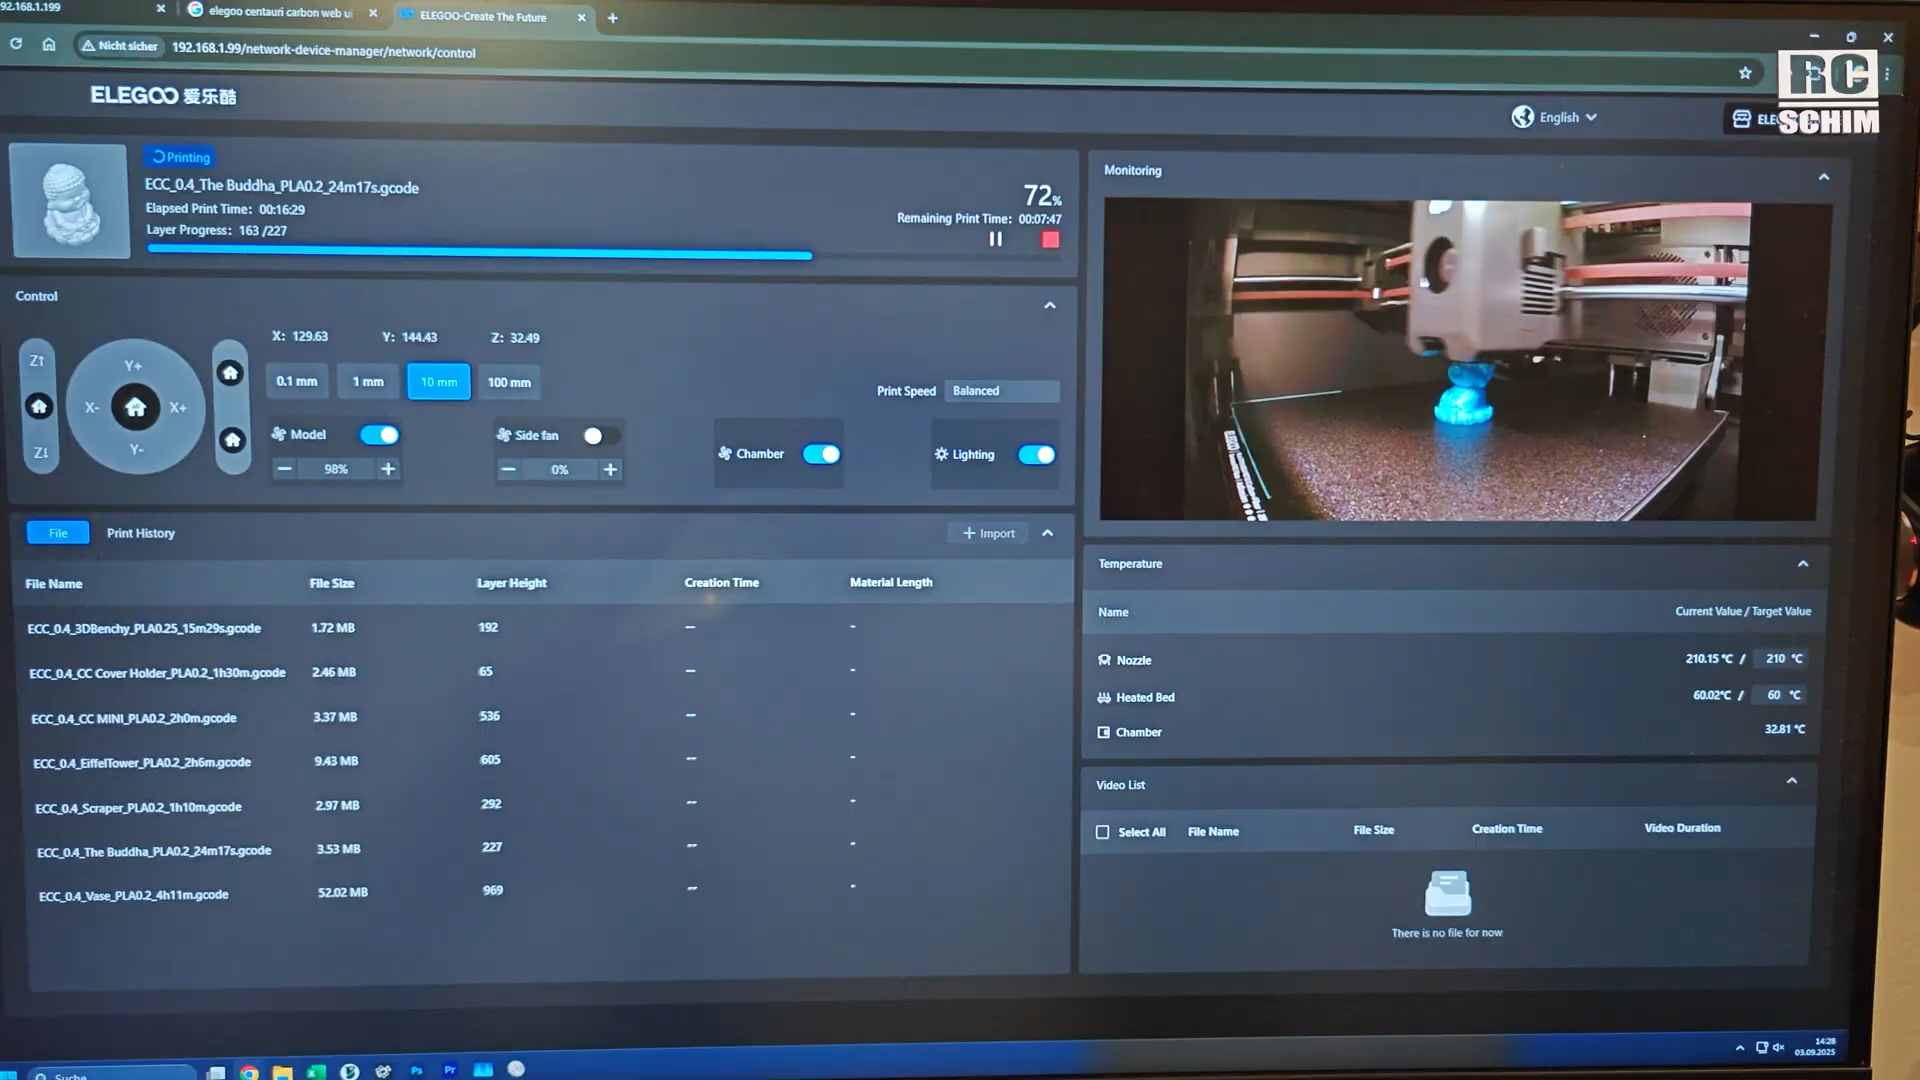 92.168.1.199
elegoo centauri carbon web ui
ELEGOO-Create The Future
Nicht sicher
192.168.1.99/network-device-manager/network/control
RC
SCHIM
ELEGOO 爱乐酷
English
Printing
ECC_0.4_The Buddha_PLA0.2_24m17s.gcode
Elapsed Print Time: 00:16:29
Layer Progress: 163 /227
72%
Remaining Print Time: 00:07:47
Control
Z↑
Z↓
Y+
X-
X+
Y-
X: 129.63 Y: 144.43 Z: 32.49
0.1 mm 1 mm 10 mm 100 mm
Print Speed Balanced
Model
98%
Side fan
0%
Chamber
Lighting
File Print History
Import
File Name File Size Layer Height Creation Time Material Length
ECC_0.4_3DBenchy_PLA0.25_15m29s.gcode 1.72 MB 192 -- -
ECC_0.4_CC Cover Holder_PLA0.2_1h30m.gcode 2.46 MB 65 -- -
ECC_0.4_CC MINI_PLA0.2_2h0m.gcode 3.37 MB 536 -- -
ECC_0.4_EiffelTower_PLA0.2_2h6m.gcode 9.43 MB 605 -- -
ECC_0.4_Scraper_PLA0.2_1h10m.gcode 2.97 MB 292 -- -
ECC_0.4_The Buddha_PLA0.2_24m17s.gcode 3.53 MB 227 -- -
ECC_0.4_Vase_PLA0.2_4h11m.gcode 52.02 MB 969 -- -
Monitoring
Temperature
Name Current Value / Target Value
Nozzle 210.15 °C / 210 °C
Heated Bed 60.02°C / 60 °C
Chamber 32.81 °C
Video List
Select All File Name File Size Creation Time Video Duration
There is no file for now
Suche
Ps
Pr
14:28
03.09.2025